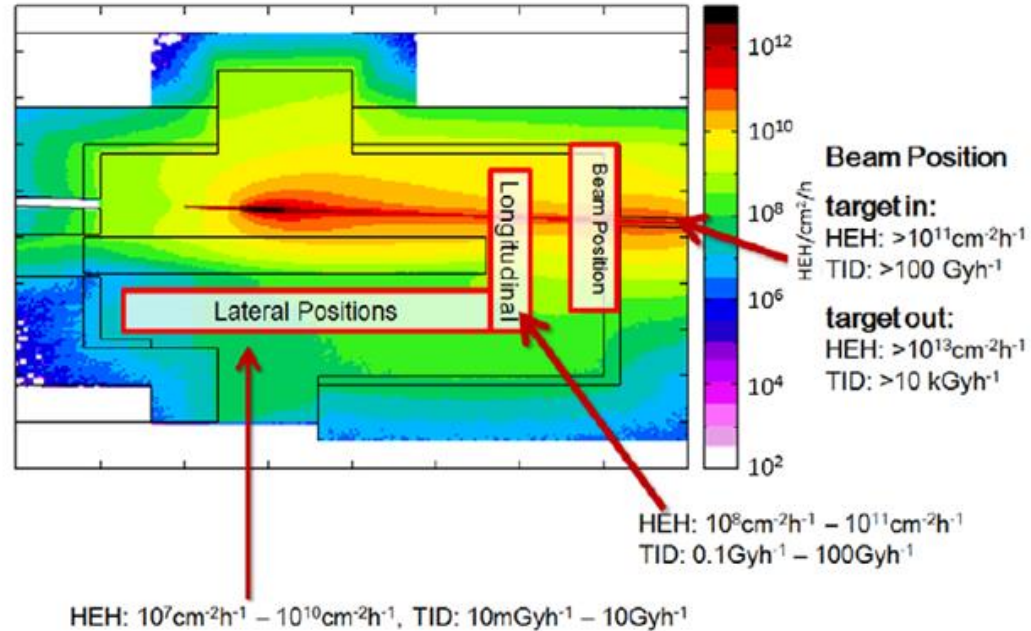 10¹²
10¹⁰
10⁸
10⁶
10⁴
10²
HEH/cm²/h
Lateral Positions
Longitudinal
Beam Position
Beam Position
target in:
HEH: >10¹¹cm⁻²h⁻¹
TID: >100 Gyh⁻¹
target out:
HEH: >10¹³cm⁻²h⁻¹
TID: >10 kGyh⁻¹
HEH: 10⁸cm⁻²h⁻¹ – 10¹¹cm⁻²h⁻¹
TID: 0.1Gyh⁻¹ – 100Gyh⁻¹
HEH: 10⁷cm⁻²h⁻¹ – 10¹⁰cm⁻²h⁻¹, TID: 10mGyh⁻¹ – 10Gyh⁻¹